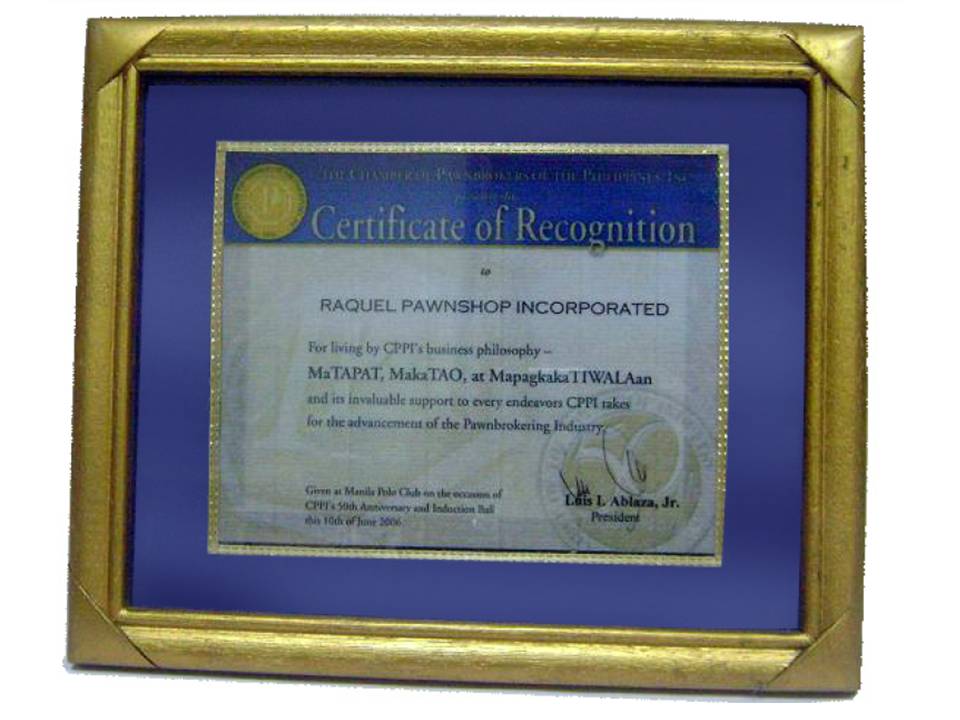 THE CHAMBER OF PAWNBROKERS OF THE PHILIPPINES, INC.
Certificate of Recognition
to
RAQUEL PAWNSHOP INCORPORATED
For living by CPPI's business philosophy –
MaTAPAT, MakaTAO, at MapagkakaTIWALAan
and its invaluable support to every endeavors CPPI takes
for the advancement of the Pawnbrokering Industry.
Given at Manila Polo Club on the occasion of
CPPI's 50th Anniversary and Induction Ball
this 10th of June 2006
Luis I. Ablaza, Jr.
President